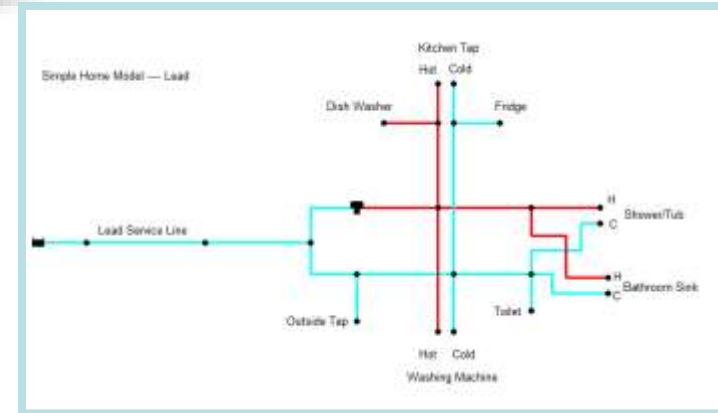 Kitchen Tap
Hot Cold
Simple Home Model — Lead
Dish Washer
Fridge
H
Shower/Tub
C
Lead Service Line
H
Bathroom Sink
C
Toilet
Outside Tap
Hot Cold
Washing Machine